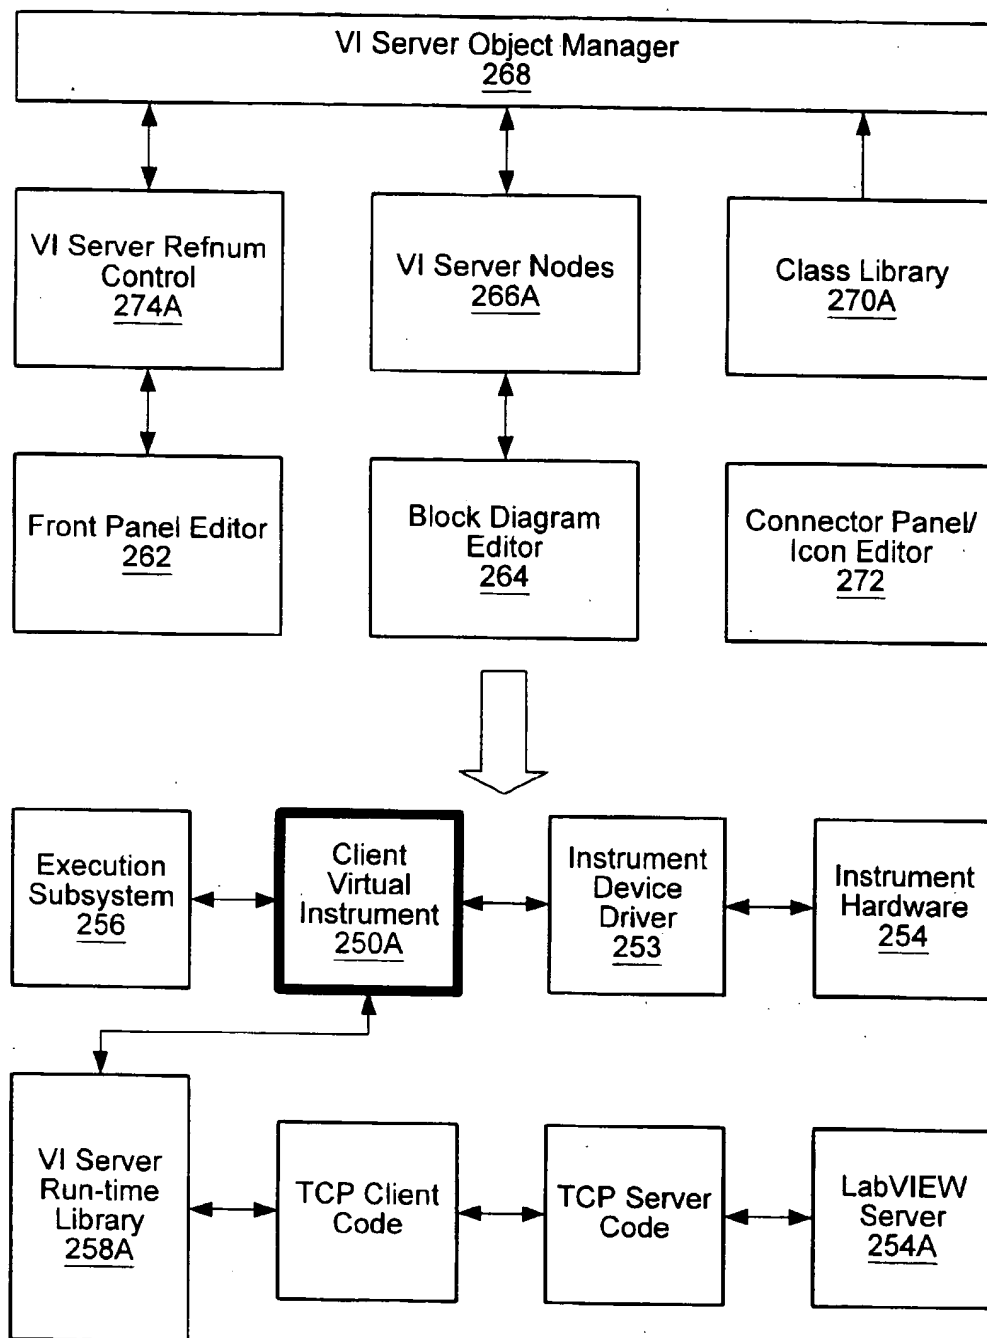 VI Server Object Manager
268
VI Server Refnum
Control
274A
VI Server Nodes
266A
Class Library
270A
Front Panel Editor
262
Block Diagram
Editor
264
Connector Panel/
Icon Editor
272
Execution
Subsystem
256
Client
Virtual
Instrument
250A
Instrument
Device
Driver
253
Instrument
Hardware
254
VI Server
Run-time
Library
258A
TCP Client
Code
TCP Server
Code
LabVIEW
Server
254A